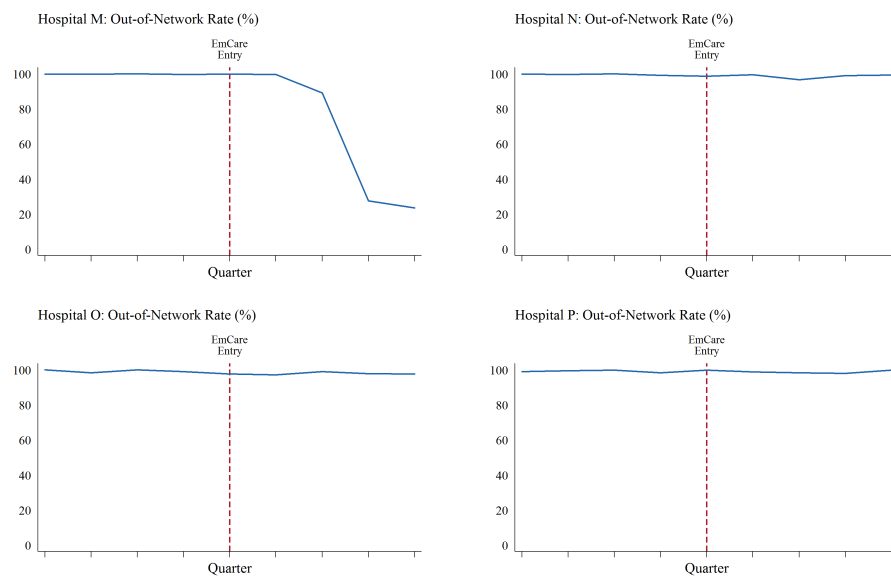 Hospital M: Out-of-Network Rate (%)
EmCare
Entry
100
80
60
40
20
0
Quarter
Hospital N: Out-of-Network Rate (%)
EmCare
Entry
100
80
60
40
20
0
Quarter
Hospital O: Out-of-Network Rate (%)
EmCare
Entry
100
80
60
40
20
0
Quarter
Hospital P: Out-of-Network Rate (%)
EmCare
Entry
100
80
60
40
20
0
Quarter